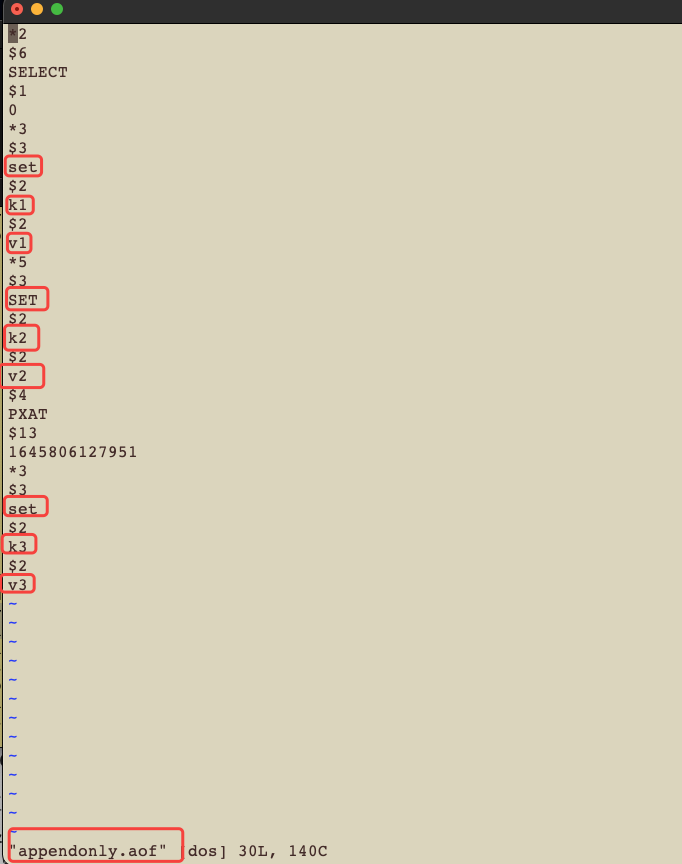 *2
$6
SELECT
$1
0
*3
$3
set
$2
k1
$2
v1
*5
$3
SET
$2
k2
$2
v2
$4
PXAT
$13
1645806127951
*3
$3
set
$2
k3
$2
v3
~
~
~
~
~
~
~
~
~
~
~
~
~
"appendonly.aof" [dos] 30L, 140C